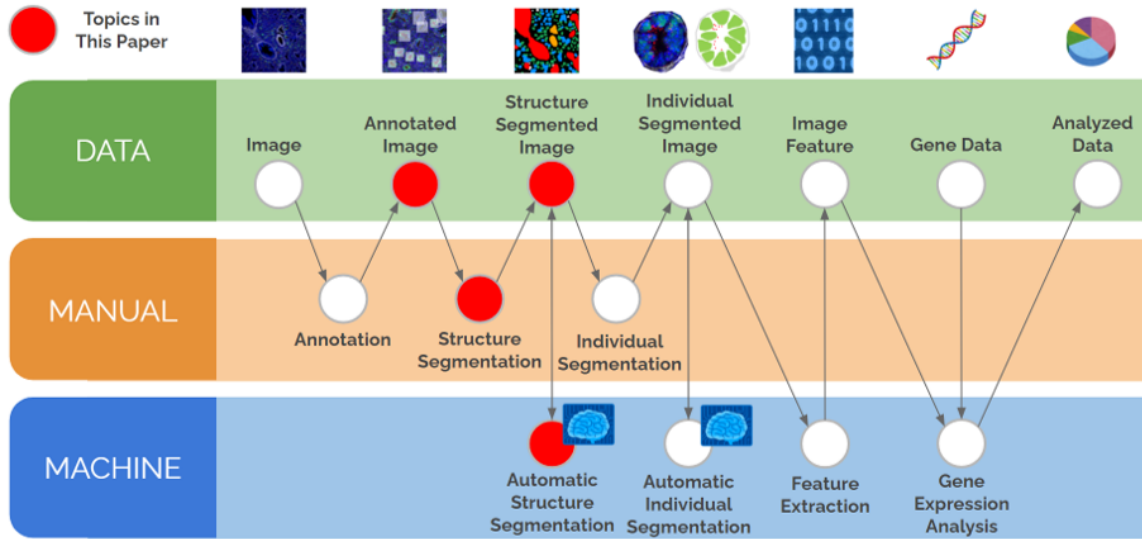 Topics in
This Paper
DATA
Image
Annotated
Image
Structure
Segmented
Image
Individual
Segmented
Image
Image
Feature
Gene Data
Analyzed
Data
MANUAL
Annotation
Structure
Segmentation
Individual
Segmentation
MACHINE
Automatic
Structure
Segmentation
Automatic
Individual
Segmentation
Feature
Extraction
Gene
Expression
Analysis